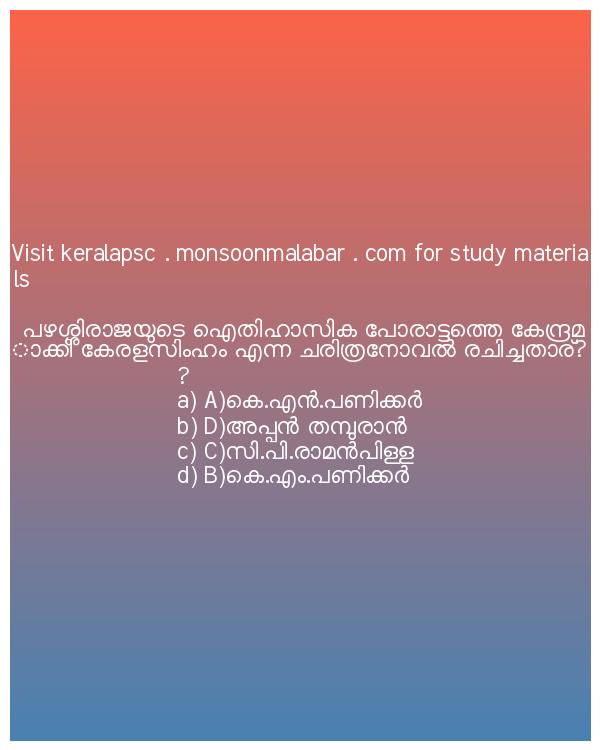 Visit keralapsc . monsoonmalabar . com for study materia
ls
പഴശ്ശിരാജയുടെ ഐതിഹാസിക പോരാട്ടത്തെ കേന്ദ്രമ
ാക്കി കേരളസിംഹം എന്ന ചരിത്രനോവൽ രചിച്ചതാര്?
?
a) A)കെ.എൻ.പണിക്കർ
b) D)അപ്പൻ തമ്പുരാൻ
c) C)സി.പി.രാമൻപിള്ള
d) B)കെ.എം.പണിക്കർ